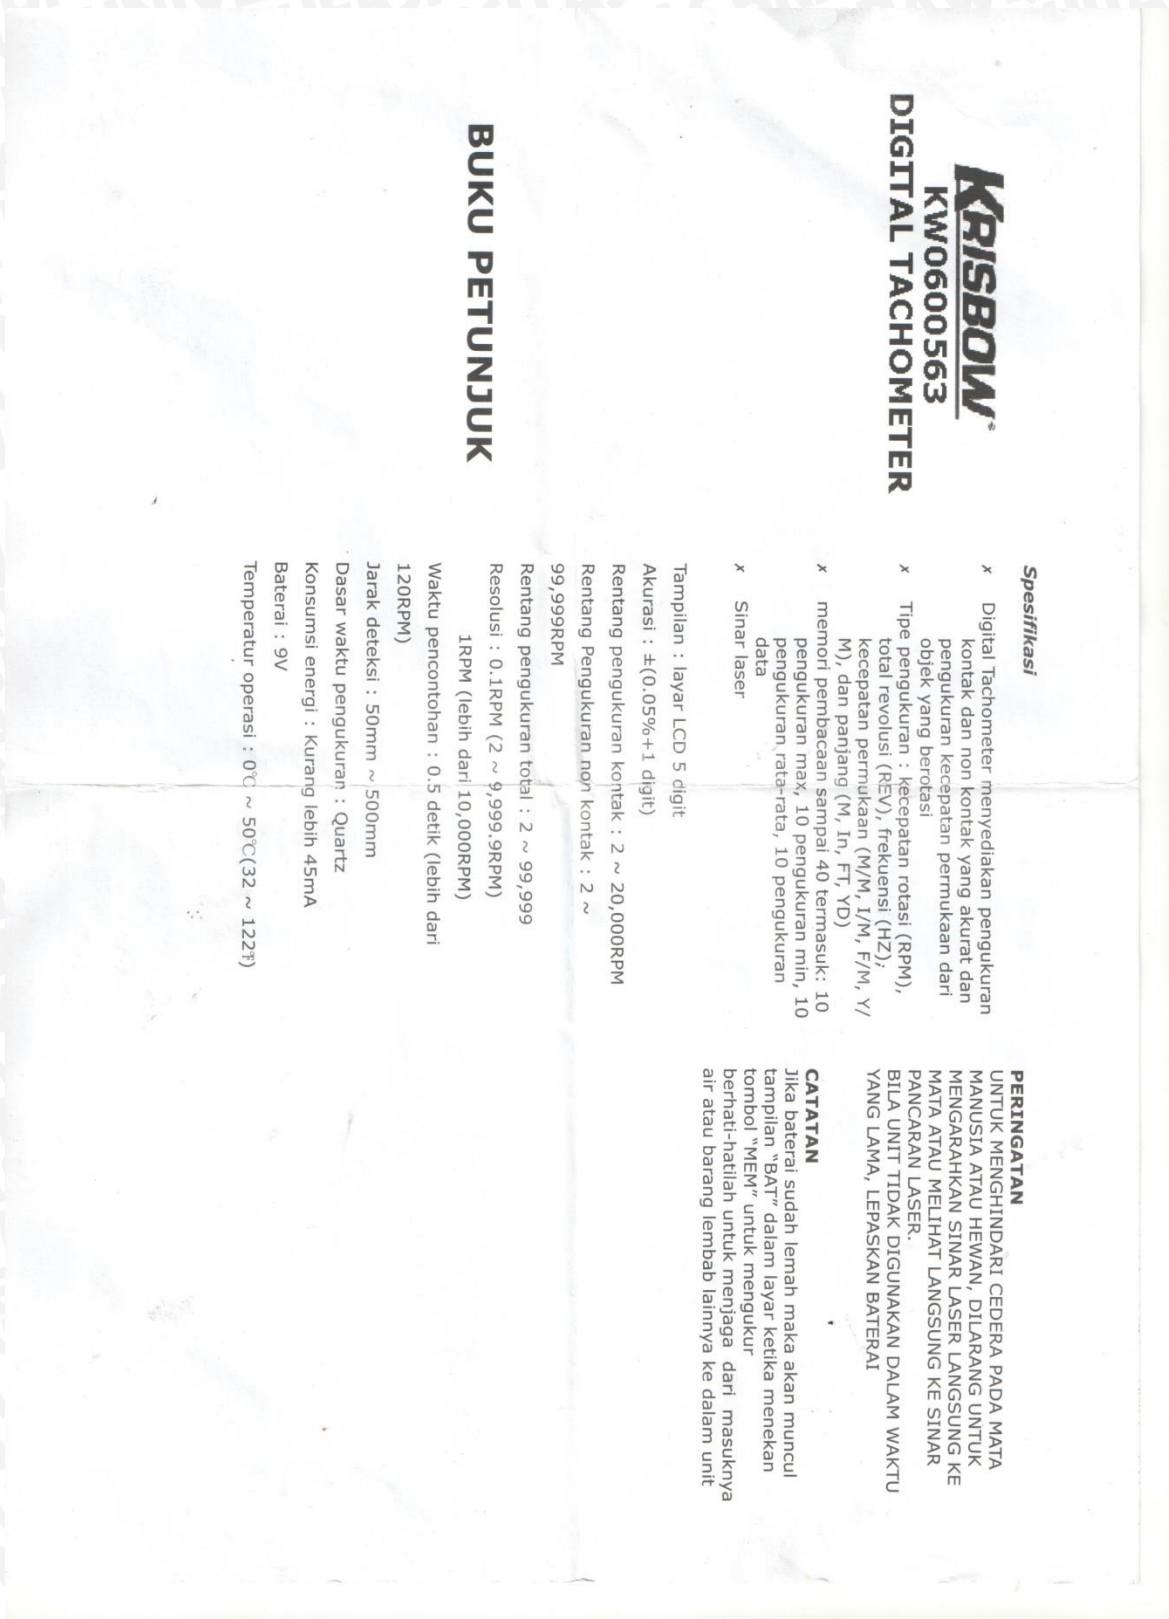 KRISBOW®
KW0600563
DIGITAL TACHOMETER
BUKU PETUNJUK
Spesifikasi
✗ Digital Tachometer menyediakan pengukuran
kontak dan non kontak yang akurat dan
pengukuran kecepatan permukaan dari
objek yang berotasi
✗ Tipe pengukuran : kecepatan rotasi (RPM),
total revolusi (REV), frekuensi (HZ);
kecepatan permukaan (M/M, I/M, F/M, Y/
M), dan panjang (M, In, FT, YD)
✗ memori pembacaan sampai 40 termasuk: 10
pengukuran max, 10 pengukuran min, 10
pengukuran rata-rata, 10 pengukuran
data
✗ Sinar laser
Tampilan : layar LCD 5 digit
Akurasi : ±(0.05%+1 digit)
Rentang pengukuran kontak : 2 ~ 20,000RPM
Rentang Pengukuran non kontak : 2 ~
99,999RPM
Rentang pengukuran total : 2 ~ 99,999
Resolusi : 0.1RPM (2 ~ 9,999.9RPM)
1RPM (lebih dari 10,000RPM)
Waktu pencontohan : 0.5 detik (lebih dari
120RPM)
Jarak deteksi : 50mm ~ 500mm
Dasar waktu pengukuran : Quartz
Konsumsi energi : Kurang lebih 45mA
Baterai : 9V
Temperatur operasi : 0℃ ~ 50℃(32 ~ 122℉)
PERINGATAN
UNTUK MENGHINDARI CEDERA PADA MATA
MANUSIA ATAU HEWAN, DILARANG UNTUK
MENGARAHKAN SINAR LASER LANGSUNG KE
MATA ATAU MELIHAT LANGSUNG KE SINAR
PANCARAN LASER.
BILA UNIT TIDAK DIGUNAKAN DALAM WAKTU
YANG LAMA, LEPASKAN BATERAI
CATATAN
Jika baterai sudah lemah maka akan muncul
tampilan “BAT” dalam layar ketika menekan
tombol “MEM” untuk mengukur
berhati-hatilah untuk menjaga dari masuknya
air atau barang lembab lainnya ke dalam unit